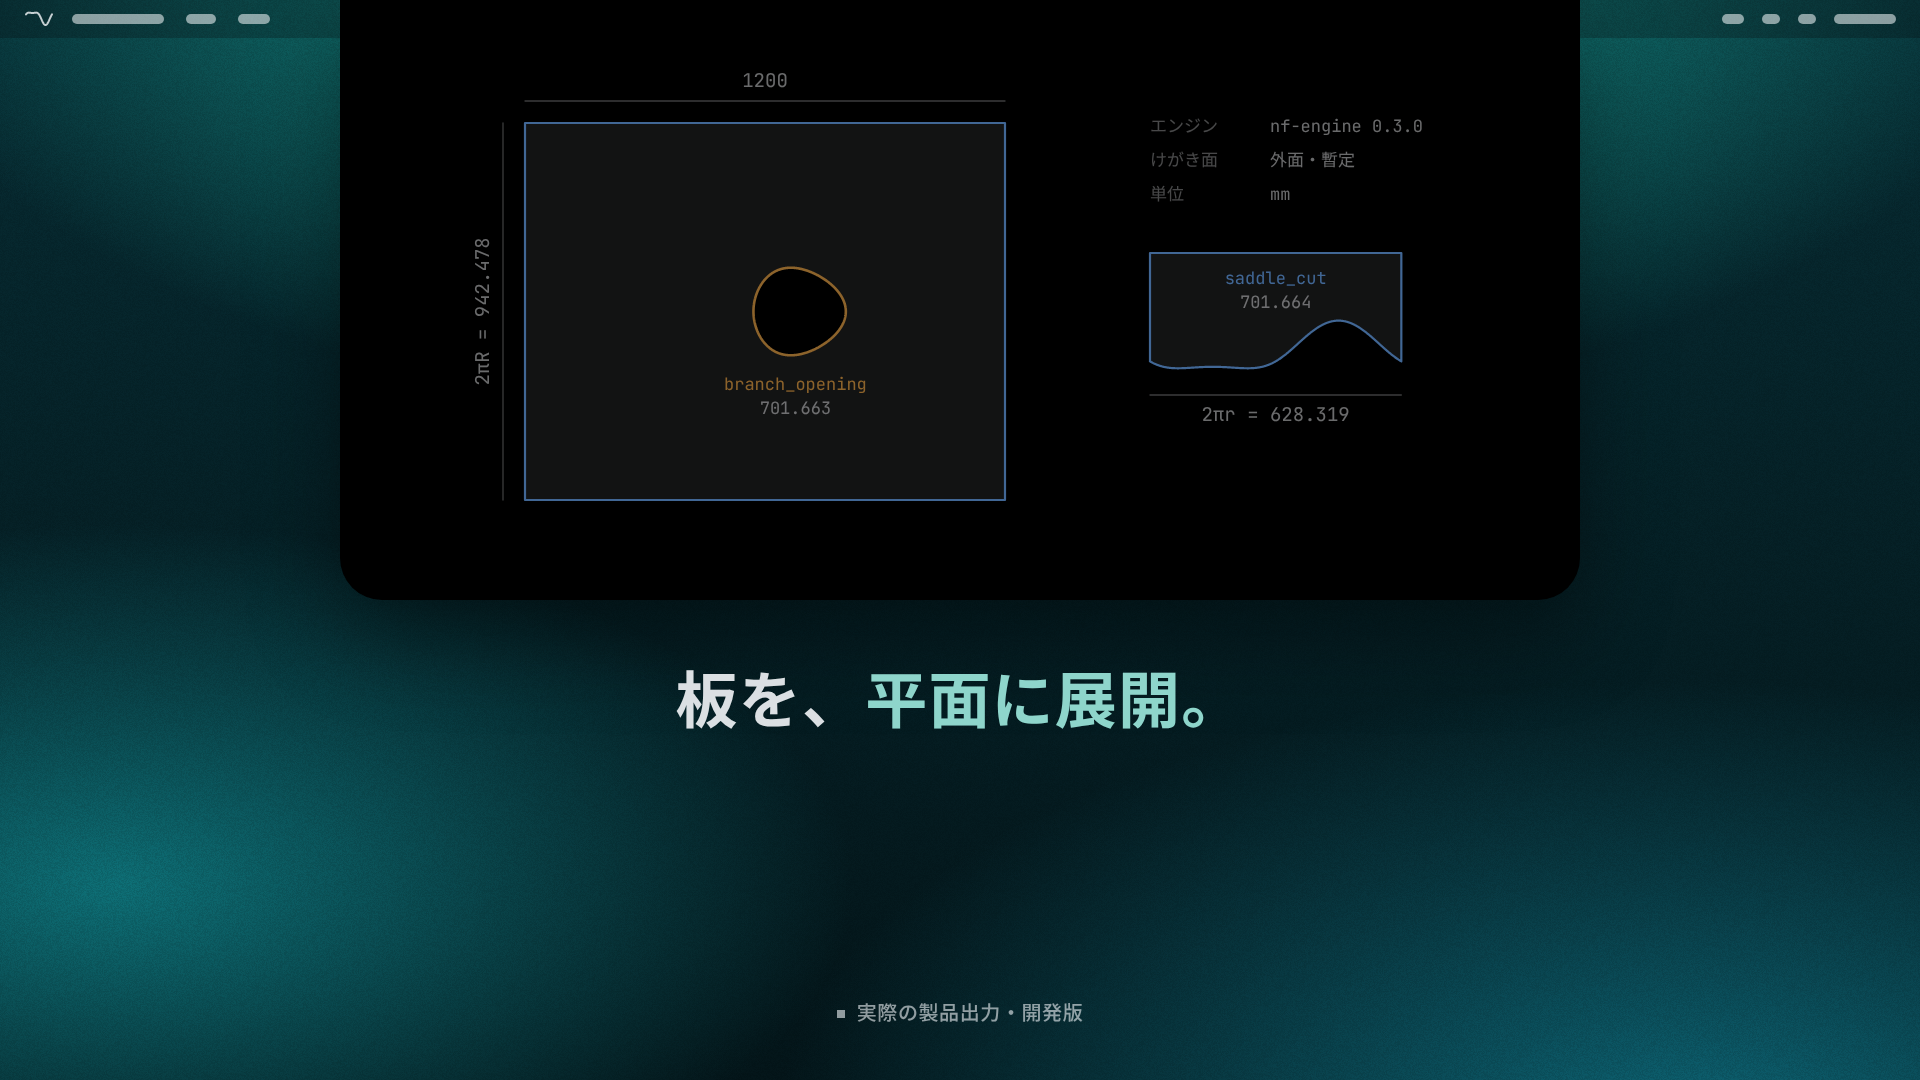 1200
2πR = 942.478
branch_opening
701.663
エンジン nf-engine 0.3.0
けがき面 外面・暫定
単位 mm
saddle_cut
701.664
2πr = 628.319
板を、平面に展開。
実際の製品出力・開発版